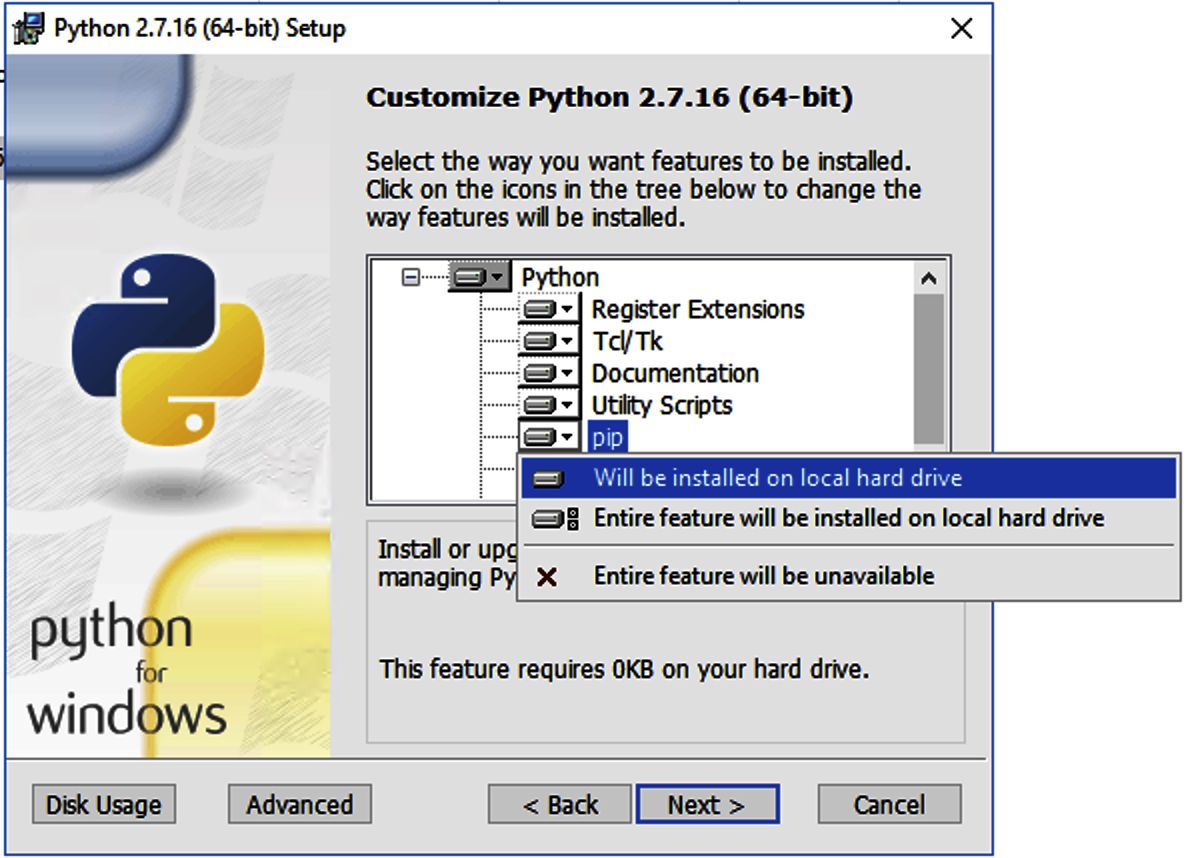 Python 2.7.16 (64-bit) Setup
Customize Python 2.7.16 (64-bit)
Select the way you want features to be installed.
Click on the icons in the tree below to change the
way features will be installed.
Python
Register Extensions
Tcl/Tk
Documentation
Utility Scripts
pip
Will be installed on local hard drive
Entire feature will be installed on local hard drive
Entire feature will be unavailable
Install or upg
managing Py
This feature requires 0KB on your hard drive.
python
for
windows
Disk Usage
Advanced
< Back
Next >
Cancel